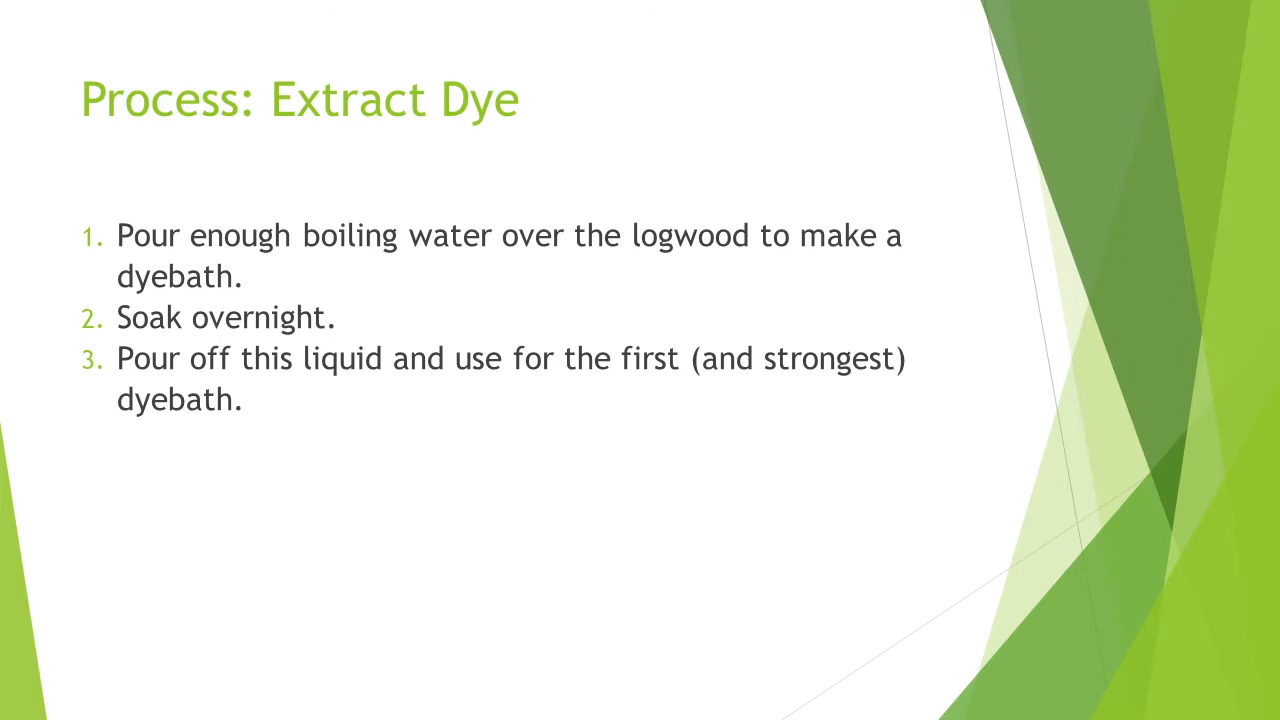 Process: Extract Dye
1. Pour enough boiling water over the logwood to make a
dyebath.
2. Soak overnight.
3. Pour off this liquid and use for the first (and strongest)
dyebath.